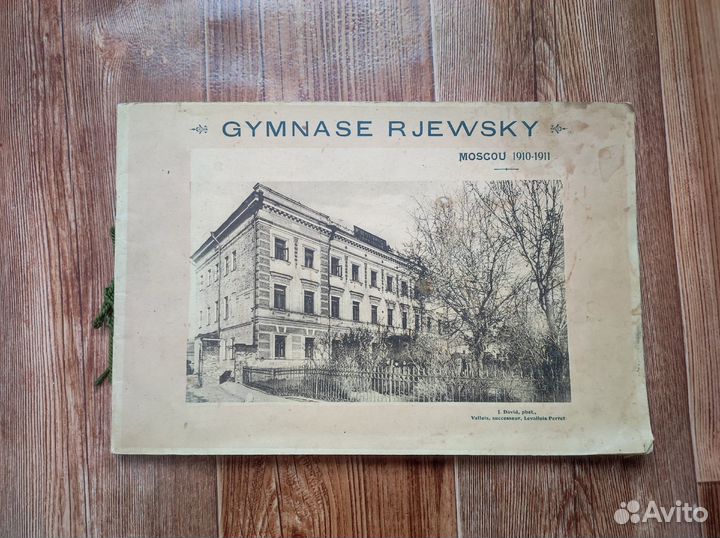 GYMNASE RJEWSKY
MOSCOU 1910-1911
J. David, phot.,
Vallois, successeur, Levallois-Perret
Avito